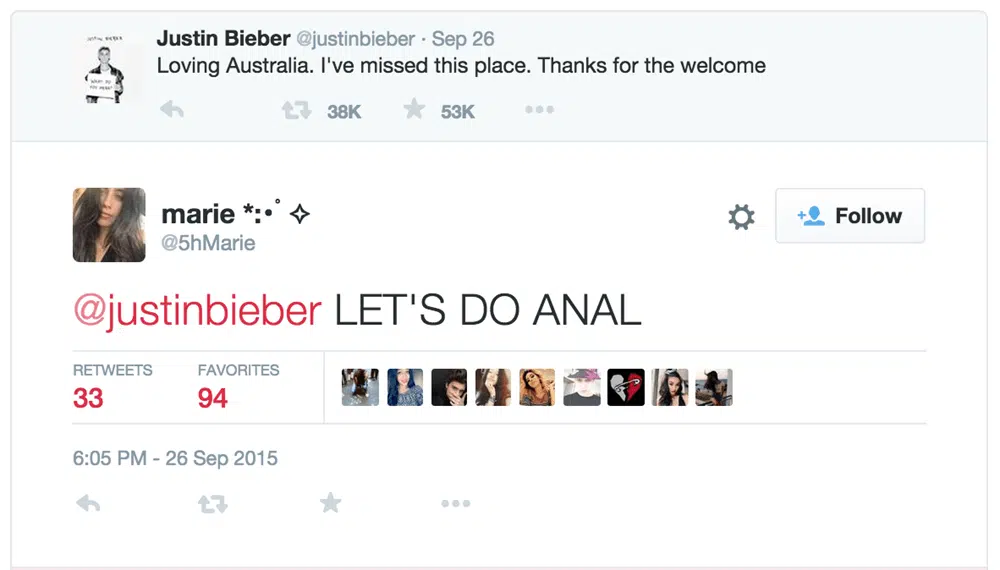 Justin Bieber @justinbieber · Sep 26
Loving Australia. I've missed this place. Thanks for the welcome
38K 53K
marie *:•˚ ✧
@5hMarie
Follow
@justinbieber LET'S DO ANAL
RETWEETS FAVORITES
33 94
6:05 PM - 26 Sep 2015